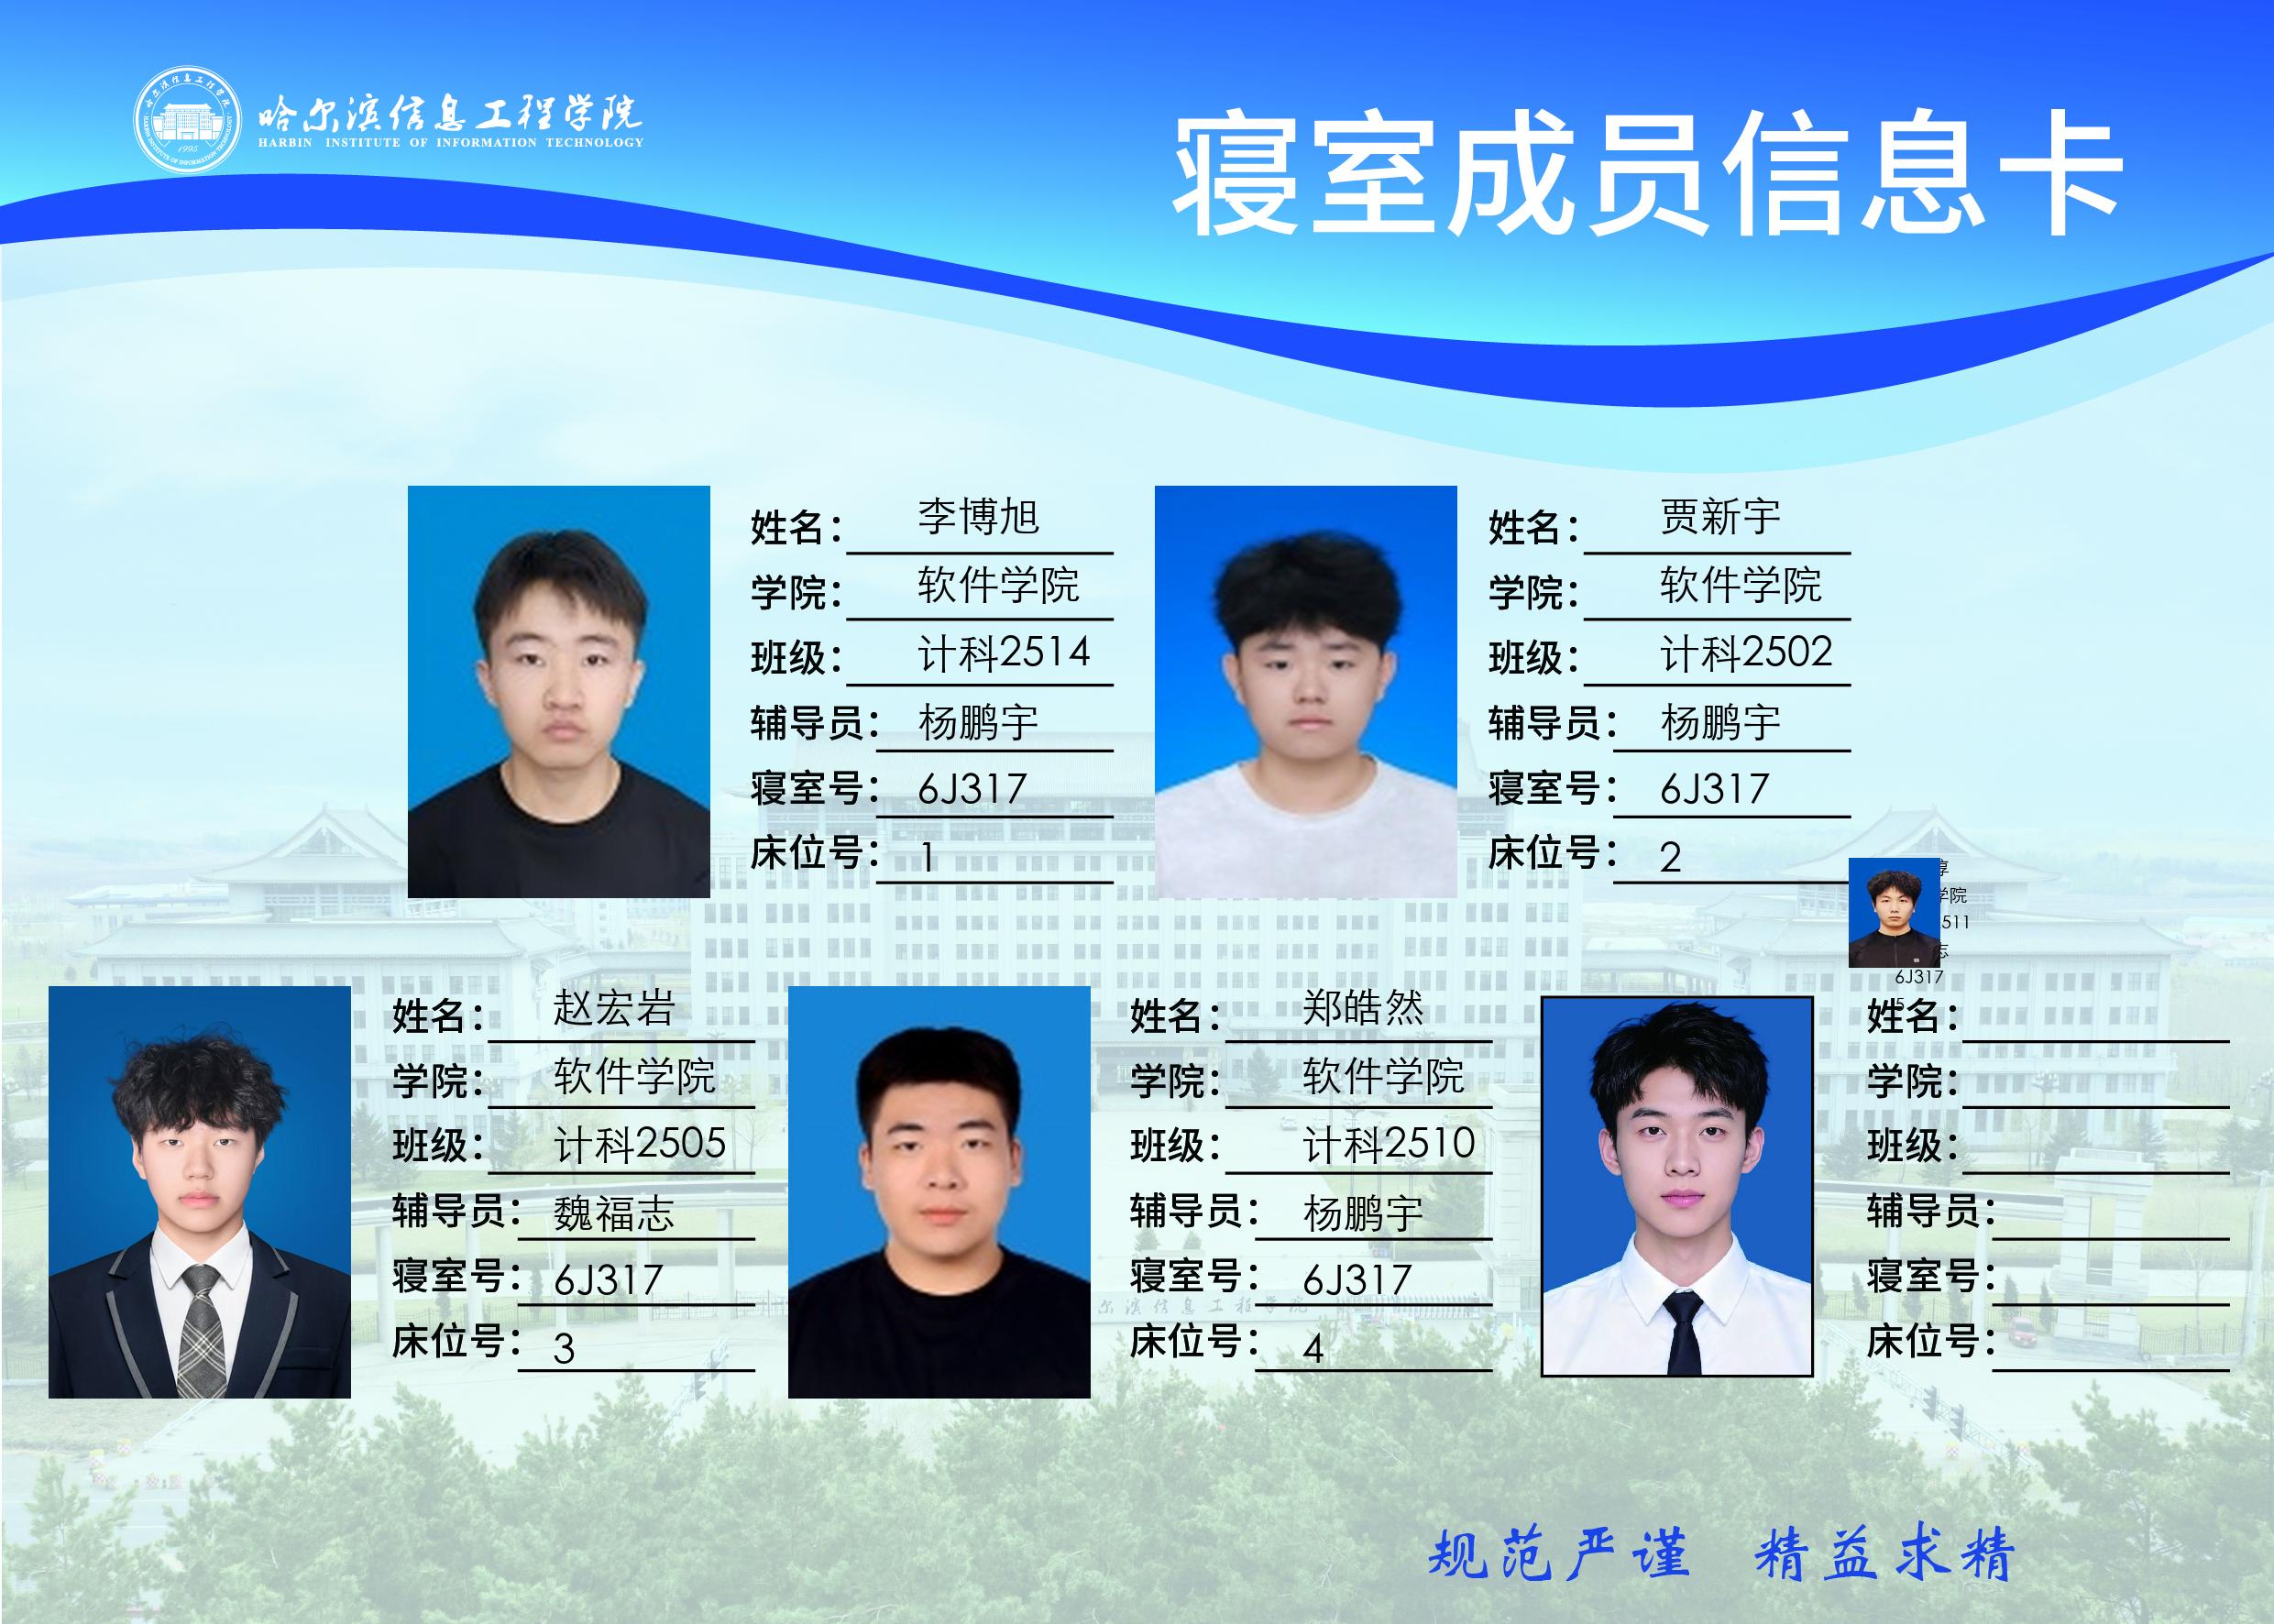 哈尔滨信息工程学院
HARBIN INSTITUTE OF INFORMATION TECHNOLOGY
1995
寝室成员信息卡
姓名： 李博旭
学院： 软件学院
班级： 计科2514
辅导员： 杨鹏宇
寝室号： 6J317
床位号： 1
姓名： 贾新宇
学院： 软件学院
班级： 计科2502
辅导员： 杨鹏宇
寝室号： 6J317
床位号： 2
学院
511
志
6J317
姓名： 赵宏岩
学院： 软件学院
班级： 计科2505
辅导员： 魏福志
寝室号： 6J317
床位号： 3
姓名： 郑皓然
学院： 软件学院
班级： 计科2510
辅导员： 杨鹏宇
寝室号： 6J317
床位号： 4
姓名：
学院：
班级：
辅导员：
寝室号：
床位号：
规范严谨 精益求精